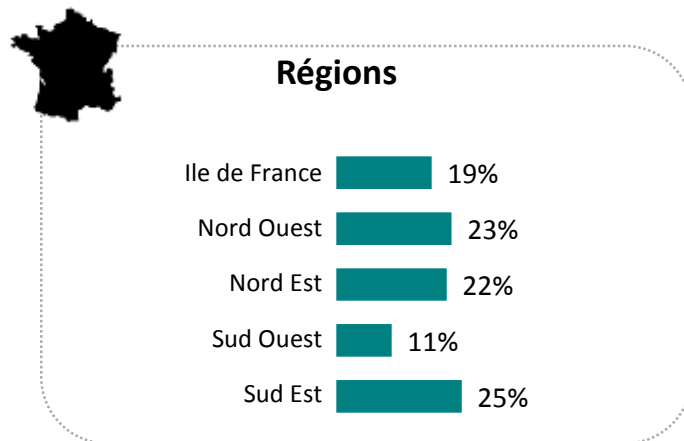 Régions
Ile de France 19%
Nord Ouest 23%
Nord Est 22%
Sud Ouest 11%
Sud Est 25%